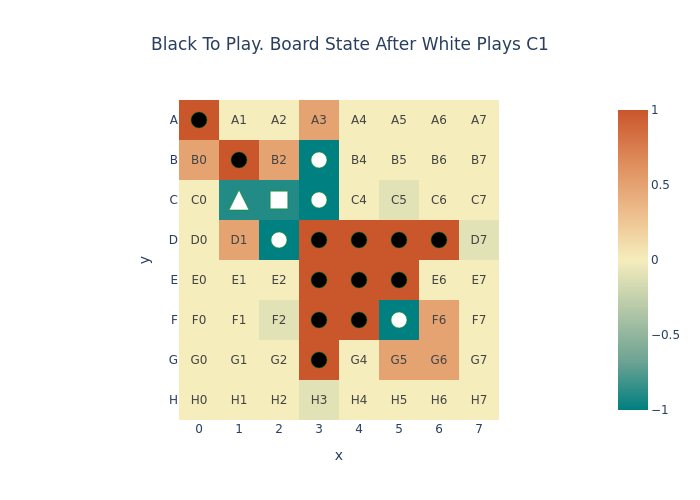 Black To Play. Board State After White Plays C1
A A1 A2 A3 A4 A5 A6 A7
B B0 B2 B4 B5 B6 B7
C C0 C4 C5 C6 C7
D D0 D1 D7
E E0 E1 E2 E6 E7
F F0 F1 F2 F6 F7
G G0 G1 G2 G4 G5 G6 G7
H H0 H1 H2 H3 H4 H5 H6 H7
0 1 2 3 4 5 6 7
x
y
1
0.5
0
−0.5
−1